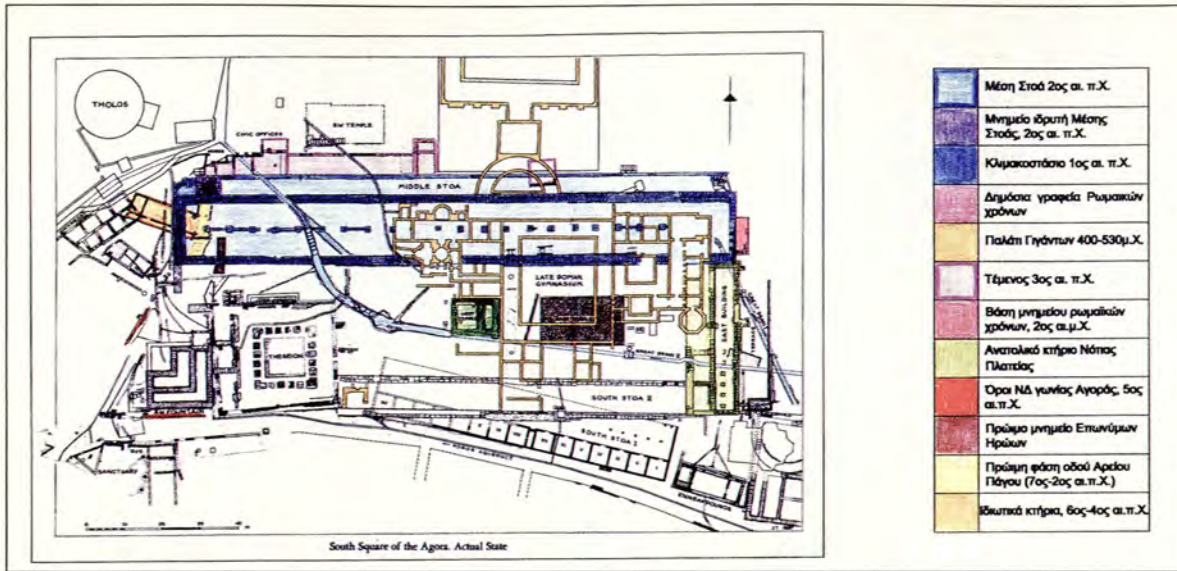 THOLOS
SW TEMPLE
CIVIC OFFICES
MIDDLE STOA
LATE ROMAN
GYMNASIUM
EAST BUILDING
THESEION
SOUTH STOA II
SOUTH STOA I
SANCTUARY
South Square of the Agora. Actual State
Μέση Στοά 2ος αι. π.Χ.
Μνημείο ιδρυτή Μέσης
Στοάς, 2ος αι. π.Χ.
Κλιμακοστάσιο 1ος αι. π.Χ.
Δημόσια γραφεία Ρωμαικών
χρόνων
Παλάτι Γιγάντων 400-530μ.Χ.
Τέμενος 3ος αι. π.Χ.
Βάση μνημείου ρωμαϊκών
χρόνων, 2ος αι.μ.Χ.
Ανατολικό κτήριο Νότιας
Πλατείας
Όροι ΝΔ γωνίας Αγοράς, 5ος
αι.π.Χ.
Πρώιμο μνημείο Επωνύμων
Ηρώων
Πρώιμη φάση οδού Αρείου
Πάγου (7ος-2ος αι.π.Χ.)
Ιδιωτικά κτήρια, 6ος-4ος αι.π.Χ.